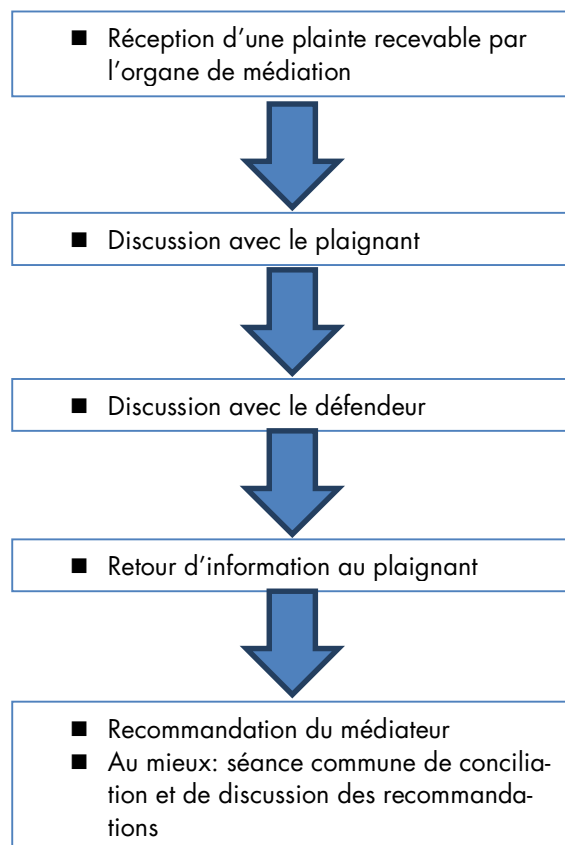 ■ Réception d’une plainte recevable par
l’organe de médiation
■ Discussion avec le plaignant
■ Discussion avec le défendeur
■ Retour d’information au plaignant
■ Recommandation du médiateur
■ Au mieux: séance commune de concilia-
tion et de discussion des recommanda-
tions